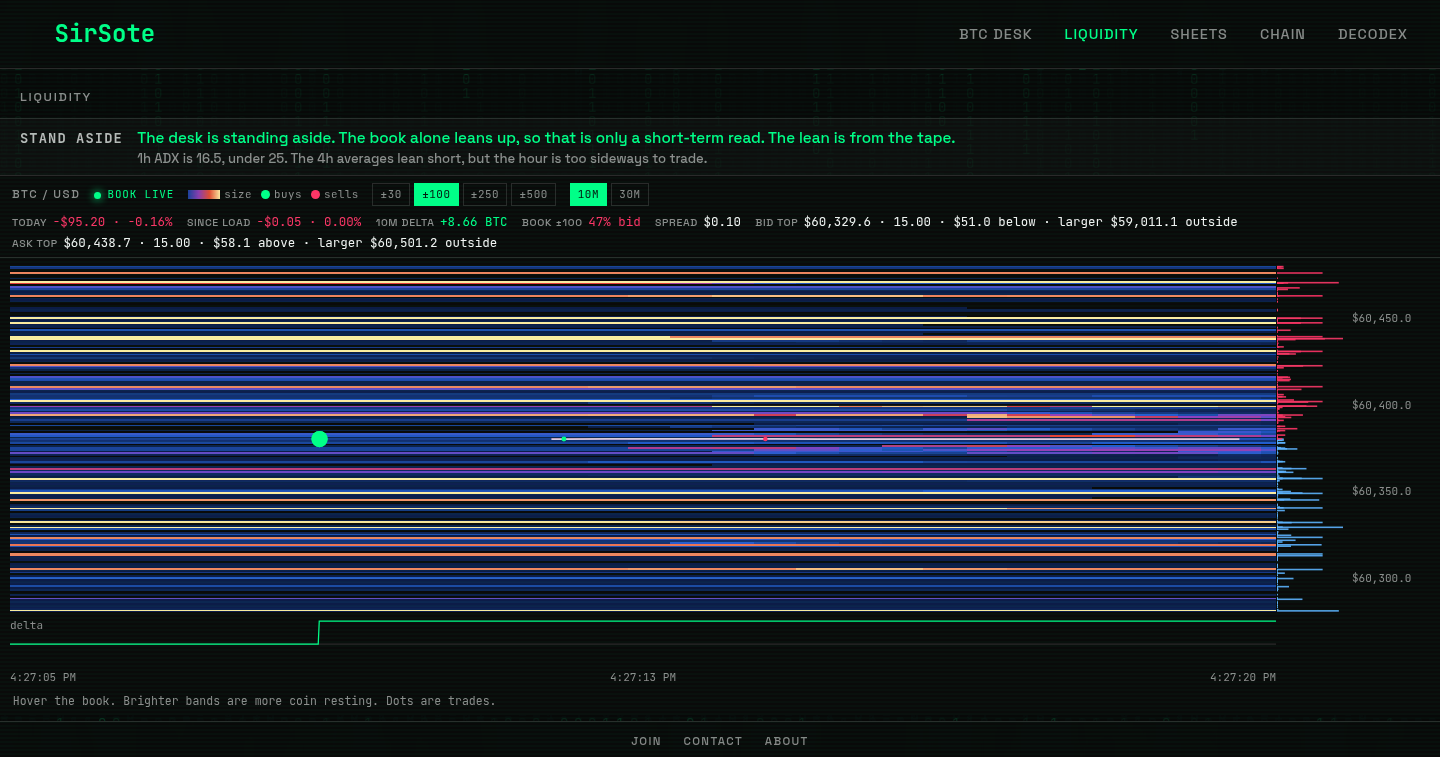 SirSote
BTC DESK LIQUIDITY SHEETS CHAIN DECODEX
LIQUIDITY
STAND ASIDE The desk is standing aside. The book alone leans up, so that is only a short-term read. The lean is from the tape.
1h ADX is 16.5, under 25. The 4h averages lean short, but the hour is too sideways to trade.
BTC / USD BOOK LIVE size buys sells ±30 ±100 ±250 ±500 10M 30M
TODAY -$95.20 · -0.16% SINCE LOAD -$0.05 · 0.00% 10M DELTA +8.66 BTC BOOK ±100 47% bid SPREAD $0.10 BID TOP $60,329.6 · 15.00 · $51.0 below · larger $59,011.1 outside
ASK TOP $60,438.7 · 15.00 · $58.1 above · larger $60,501.2 outside
$60,450.0
$60,400.0
$60,350.0
$60,300.0
delta
4:27:05 PM 4:27:13 PM 4:27:20 PM
Hover the book. Brighter bands are more coin resting. Dots are trades.
JOIN CONTACT ABOUT